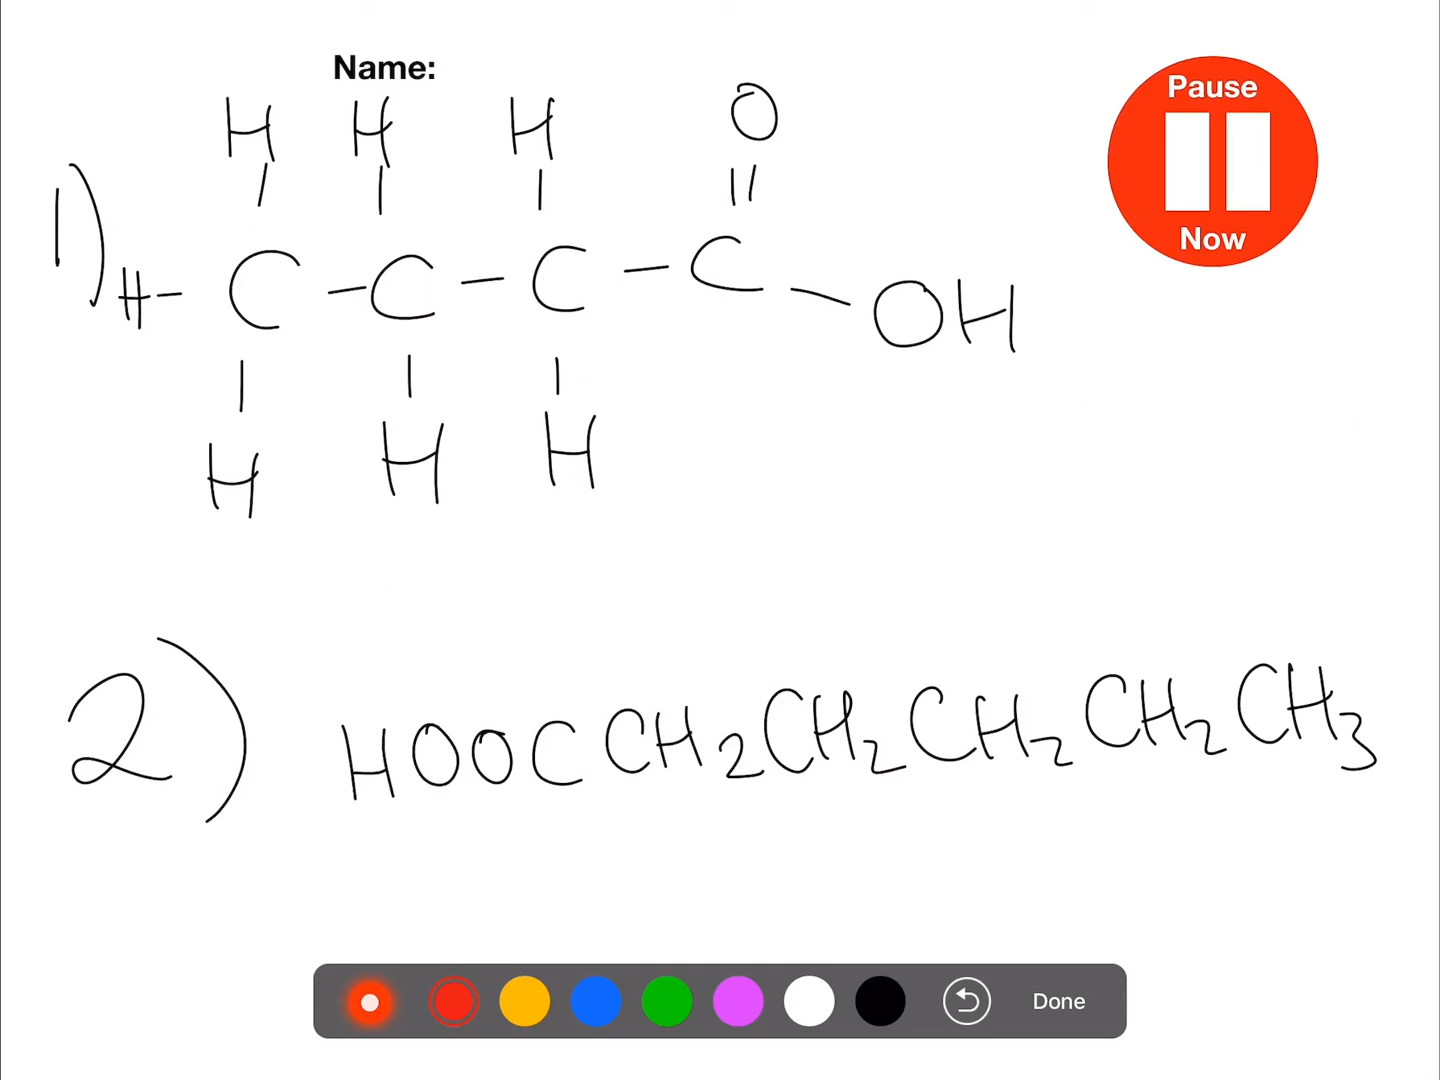 Name:
Pause
Now
1)
H H H O
H – C – C – C – C – OH
H H H
2) HOOCCH2CH2CH2CH2CH3
Done